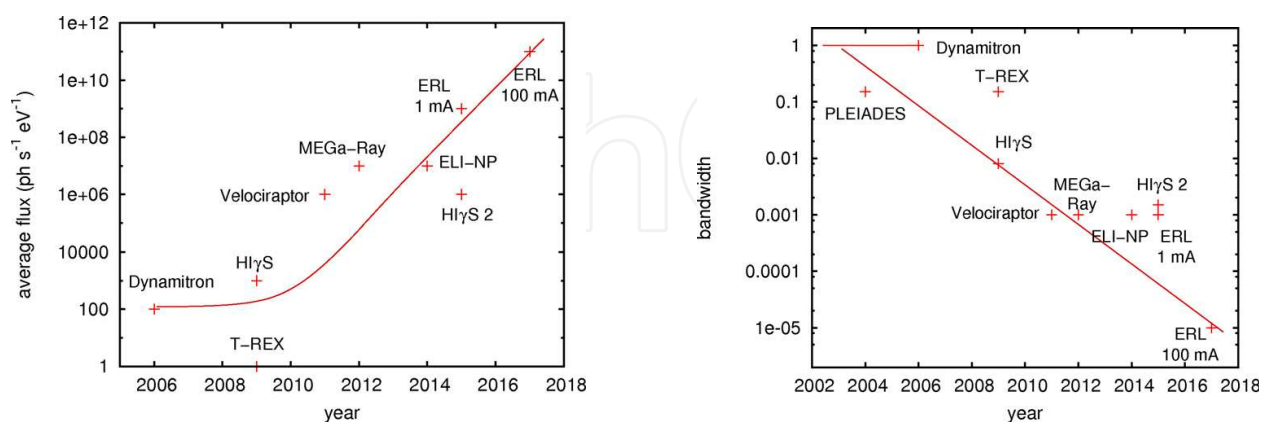 average flux (ph s⁻¹ eV⁻¹)
1e+12
1e+10
1e+08
1e+06
10000
100
1
ERL
1 mA
ERL
100 mA
MEGa−Ray
ELI−NP
Velociraptor
HIγS 2
HIγS
Dynamitron
T−REX
2006 2008 2010 2012 2014 2016 2018
year
bandwidth
1
0.1
0.01
0.001
0.0001
1e-05
Dynamitron
T−REX
PLEIADES
HIγS
MEGa−
Ray
HIγS 2
Velociraptor
ELI−NP
ERL
1 mA
ERL
100 mA
2002 2004 2006 2008 2010 2012 2014 2016 2018
year